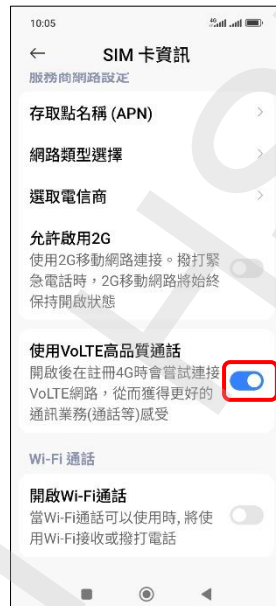 10:05
SIM 卡資訊
服務商網路設定
存取點名稱 (APN)
網路類型選擇
選取電信商
允許啟用2G
使用2G移動網路連接。撥打緊
急電話時，2G移動網路將始終
保持開啟狀態
使用VoLTE高品質通話
開啟後在註冊4G時會嘗試連接
VoLTE網路，從而獲得更好的
通訊業務(通話等)感受
Wi-Fi 通話
開啟Wi-Fi通話
當Wi-Fi通話可以使用時, 將使
用Wi-Fi接收或撥打電話